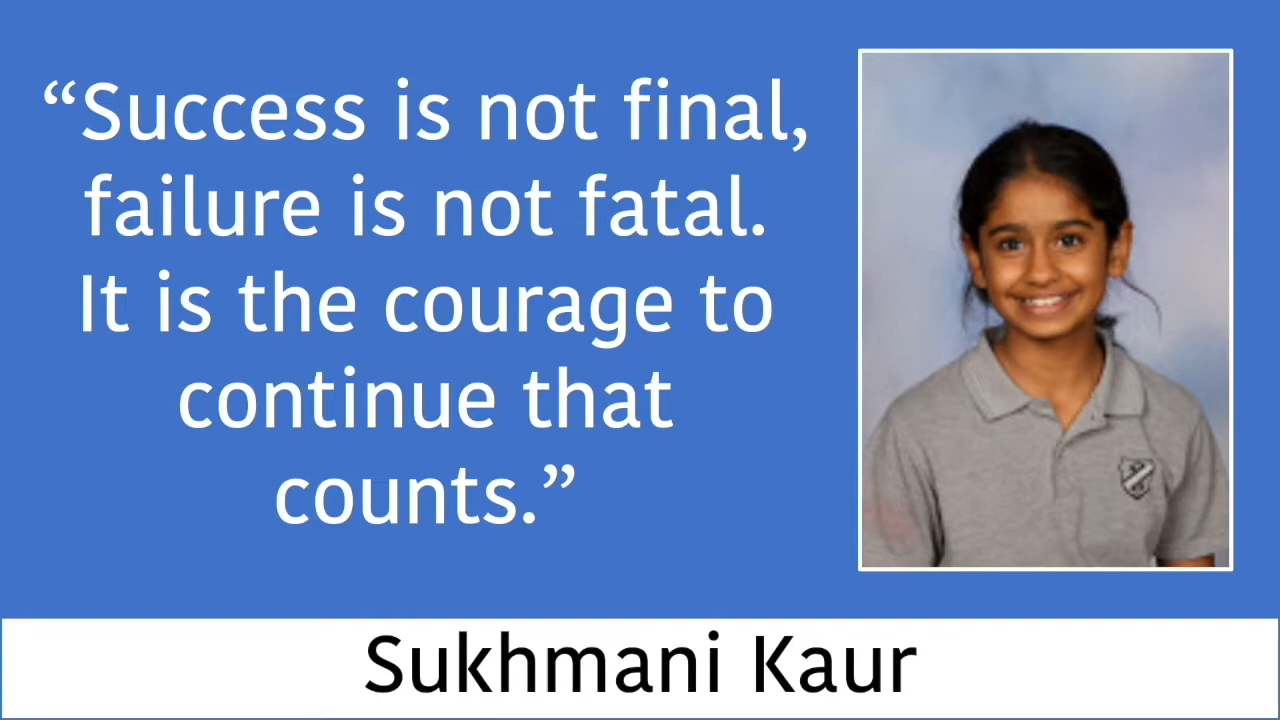 “Success is not final,
failure is not fatal.
It is the courage to
continue that
counts.”
Sukhmani Kaur